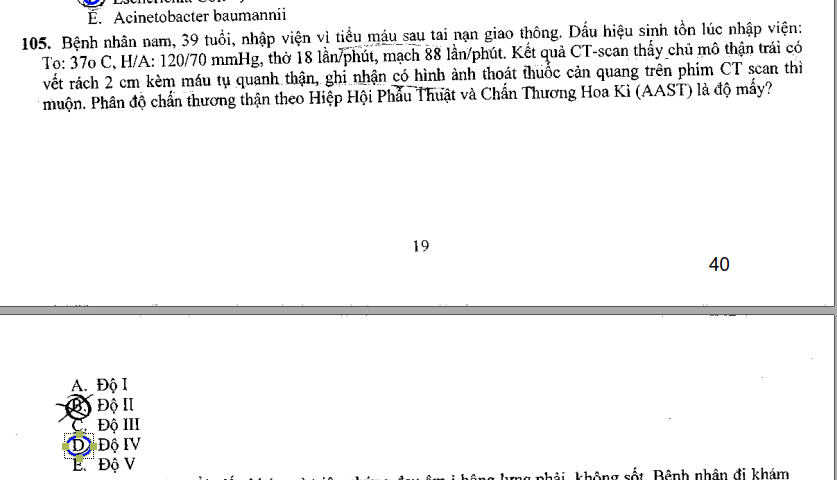 E. Acinetobacter baumannii
105. Bệnh nhân nam, 39 tuổi, nhập viện vì tiểu máu sau tai nạn giao thông. Dấu hiệu sinh tồn lúc nhập viện:
To: 37o C, H/A: 120/70 mmHg, thở 18 lần/phút, mạch 88 lần/phút. Kết quả CT-scan thấy chủ mô thận trái có
vết rách 2 cm kèm máu tụ quanh thận, ghi nhận có hình ảnh thoát thuốc cản quang trên phim CT scan thì
muộn. Phân độ chấn thương thận theo Hiệp Hội Phẫu Thuật và Chấn Thương Hoa Kì (AAST) là độ mấy?
19
40
A. Độ I
B. Độ II
C. Độ III
D. Độ IV
E. Độ V
hông lưng phải, không sốt. Bệnh nhân đi khám